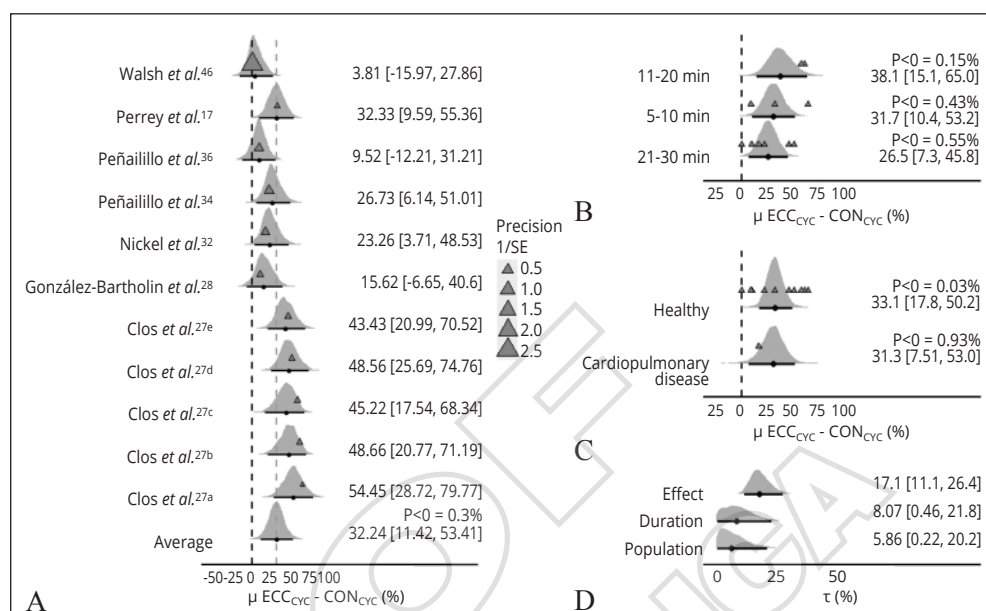 Walsh et al.46 3.81 [-15.97, 27.86]
Perrey et al.17 32.33 [9.59, 55.36]
Peñailillo et al.36 9.52 [-12.21, 31.21]
Peñailillo et al.34 26.73 [6.14, 51.01]
Nickel et al.32 23.26 [3.71, 48.53]
González-Bartholin et al.28 15.62 [-6.65, 40.6]
Clos et al.27e 43.43 [20.99, 70.52]
Clos et al.27d 48.56 [25.69, 74.76]
Clos et al.27c 45.22 [17.54, 68.34]
Clos et al.27b 48.66 [20.77, 71.19]
Clos et al.27a 54.45 [28.72, 79.77]
P<0 = 0.3%
Average 32.24 [11.42, 53.41]
-50 -25 0 25 50 75 100
A μ ECCCYC - CONCYC (%)
Precision
1/SE
0.5
1.0
1.5
2.0
2.5
P<0 = 0.15%
11-20 min 38.1 [15.1, 65.0]
P<0 = 0.43%
5-10 min 31.7 [10.4, 53.2]
P<0 = 0.55%
21-30 min 26.5 [7.3, 45.8]
25 0 25 50 75 100
B μ ECCCYC - CONCYC (%)
P<0 = 0.03%
Healthy 33.1 [17.8, 50.2]
P<0 = 0.93%
Cardiopulmonary 31.3 [7.51, 53.0]
disease
25 0 25 50 75 100
C μ ECCCYC - CONCYC (%)
Effect 17.1 [11.1, 26.4]
Duration 8.07 [0.46, 21.8]
Population 5.86 [0.22, 20.2]
0 50
D τ (%)